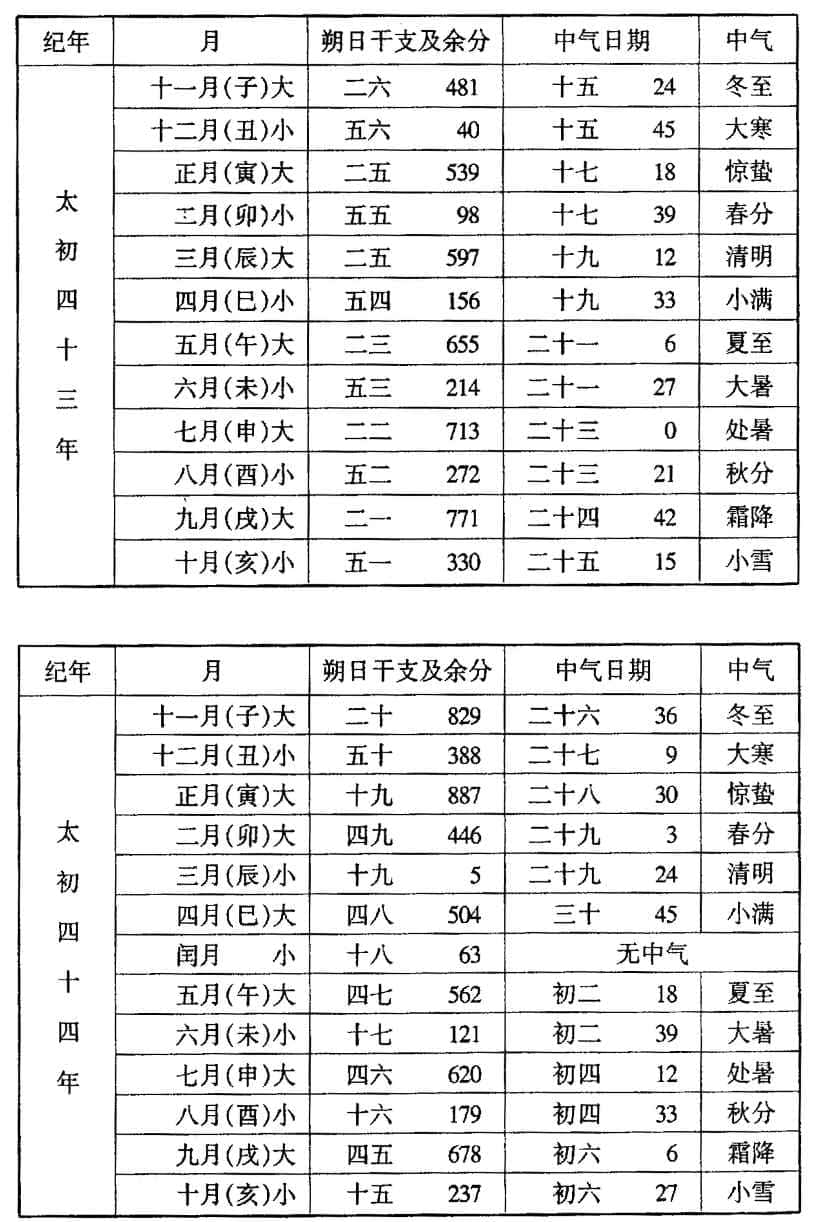 纪年 月 朔日干支及余分 中气日期 中气
太初四十三年
十一月(子)大 二六 481 十五 24 冬至
十二月(丑)小 五六 40 十五 45 大寒
正月(寅)大 二五 539 十七 18 惊蛰
二月(卯)小 五五 98 十七 39 春分
三月(辰)大 二五 597 十九 12 清明
四月(巳)小 五四 156 十九 33 小满
五月(午)大 二三 655 二十一 6 夏至
六月(未)小 五三 214 二十一 27 大暑
七月(申)大 二二 713 二十三 0 处暑
八月(酉)小 五二 272 二十三 21 秋分
九月(戌)大 二一 771 二十四 42 霜降
十月(亥)小 五一 330 二十五 15 小雪
纪年 月 朔日干支及余分 中气日期 中气
太初四十四年
十一月(子)大 二十 829 二十六 36 冬至
十二月(丑)小 五十 388 二十七 9 大寒
正月(寅)大 十九 887 二十八 30 惊蛰
二月(卯)大 四九 446 二十九 3 春分
三月(辰)小 十九 5 二十九 24 清明
四月(巳)大 四八 504 三十 45 小满
闰月 小 十八 63 无中气
五月(午)大 四七 562 初二 18 夏至
六月(未)小 十七 121 初二 39 大暑
七月(申)大 四六 620 初四 12 处暑
八月(酉)小 十六 179 初四 33 秋分
九月(戌)大 四五 678 初六 6 霜降
十月(亥)小 十五 237 初六 27 小雪